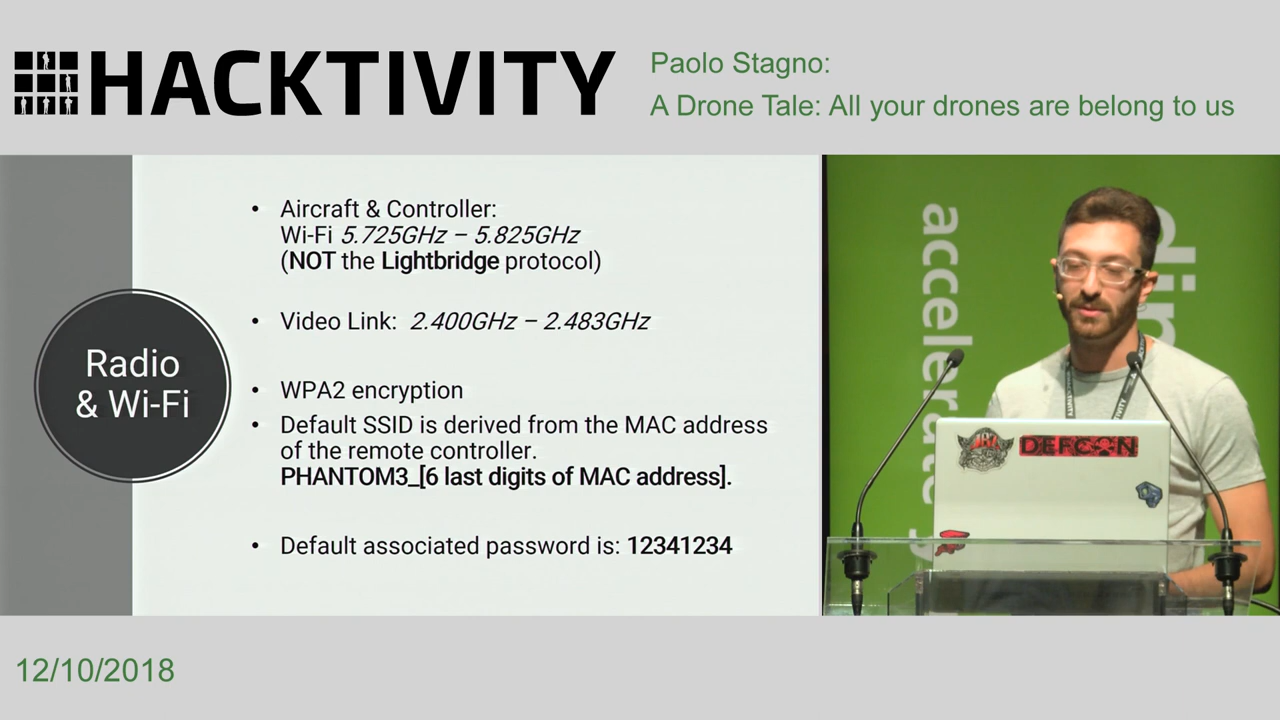 HACKTIVITY
Paolo Stagno:
A Drone Tale: All your drones are belong to us
Radio
& Wi-Fi
• Aircraft & Controller:
Wi-Fi 5.725GHz – 5.825GHz
(NOT the Lightbridge protocol)
• Video Link: 2.400GHz – 2.483GHz
• WPA2 encryption
• Default SSID is derived from the MAC address
of the remote controller.
PHANTOM3_[6 last digits of MAC address].
• Default associated password is: 12341234
DEFCON
12/10/2018